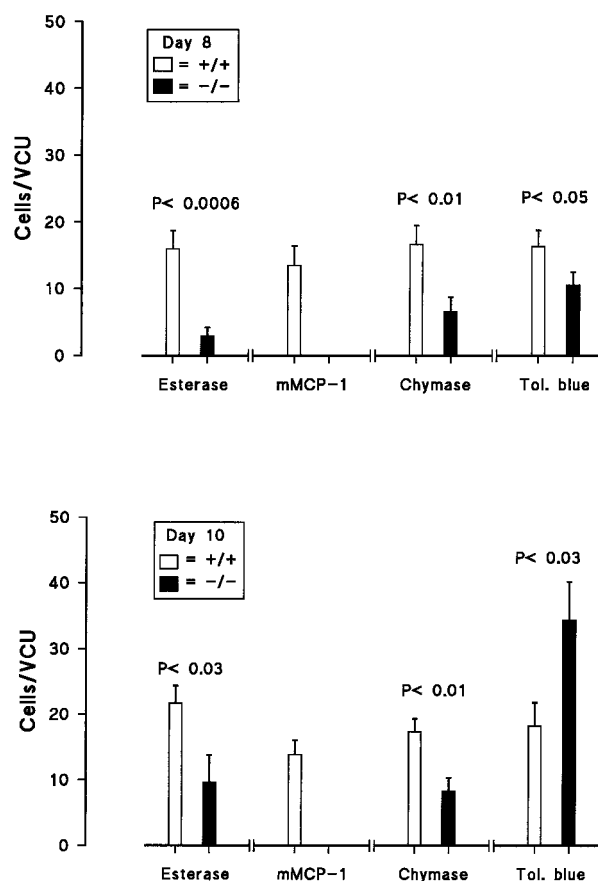 50
40
30
20
10
0
Cells/VCU
Day 8
= +/+
= -/-
P< 0.0006
P< 0.01
P< 0.05
Esterase
mMCP-1
Chymase
Tol. blue
50
40
30
20
10
0
Cells/VCU
Day 10
= +/+
= -/-
P< 0.03
P< 0.01
P< 0.03
Esterase
mMCP-1
Chymase
Tol. blue